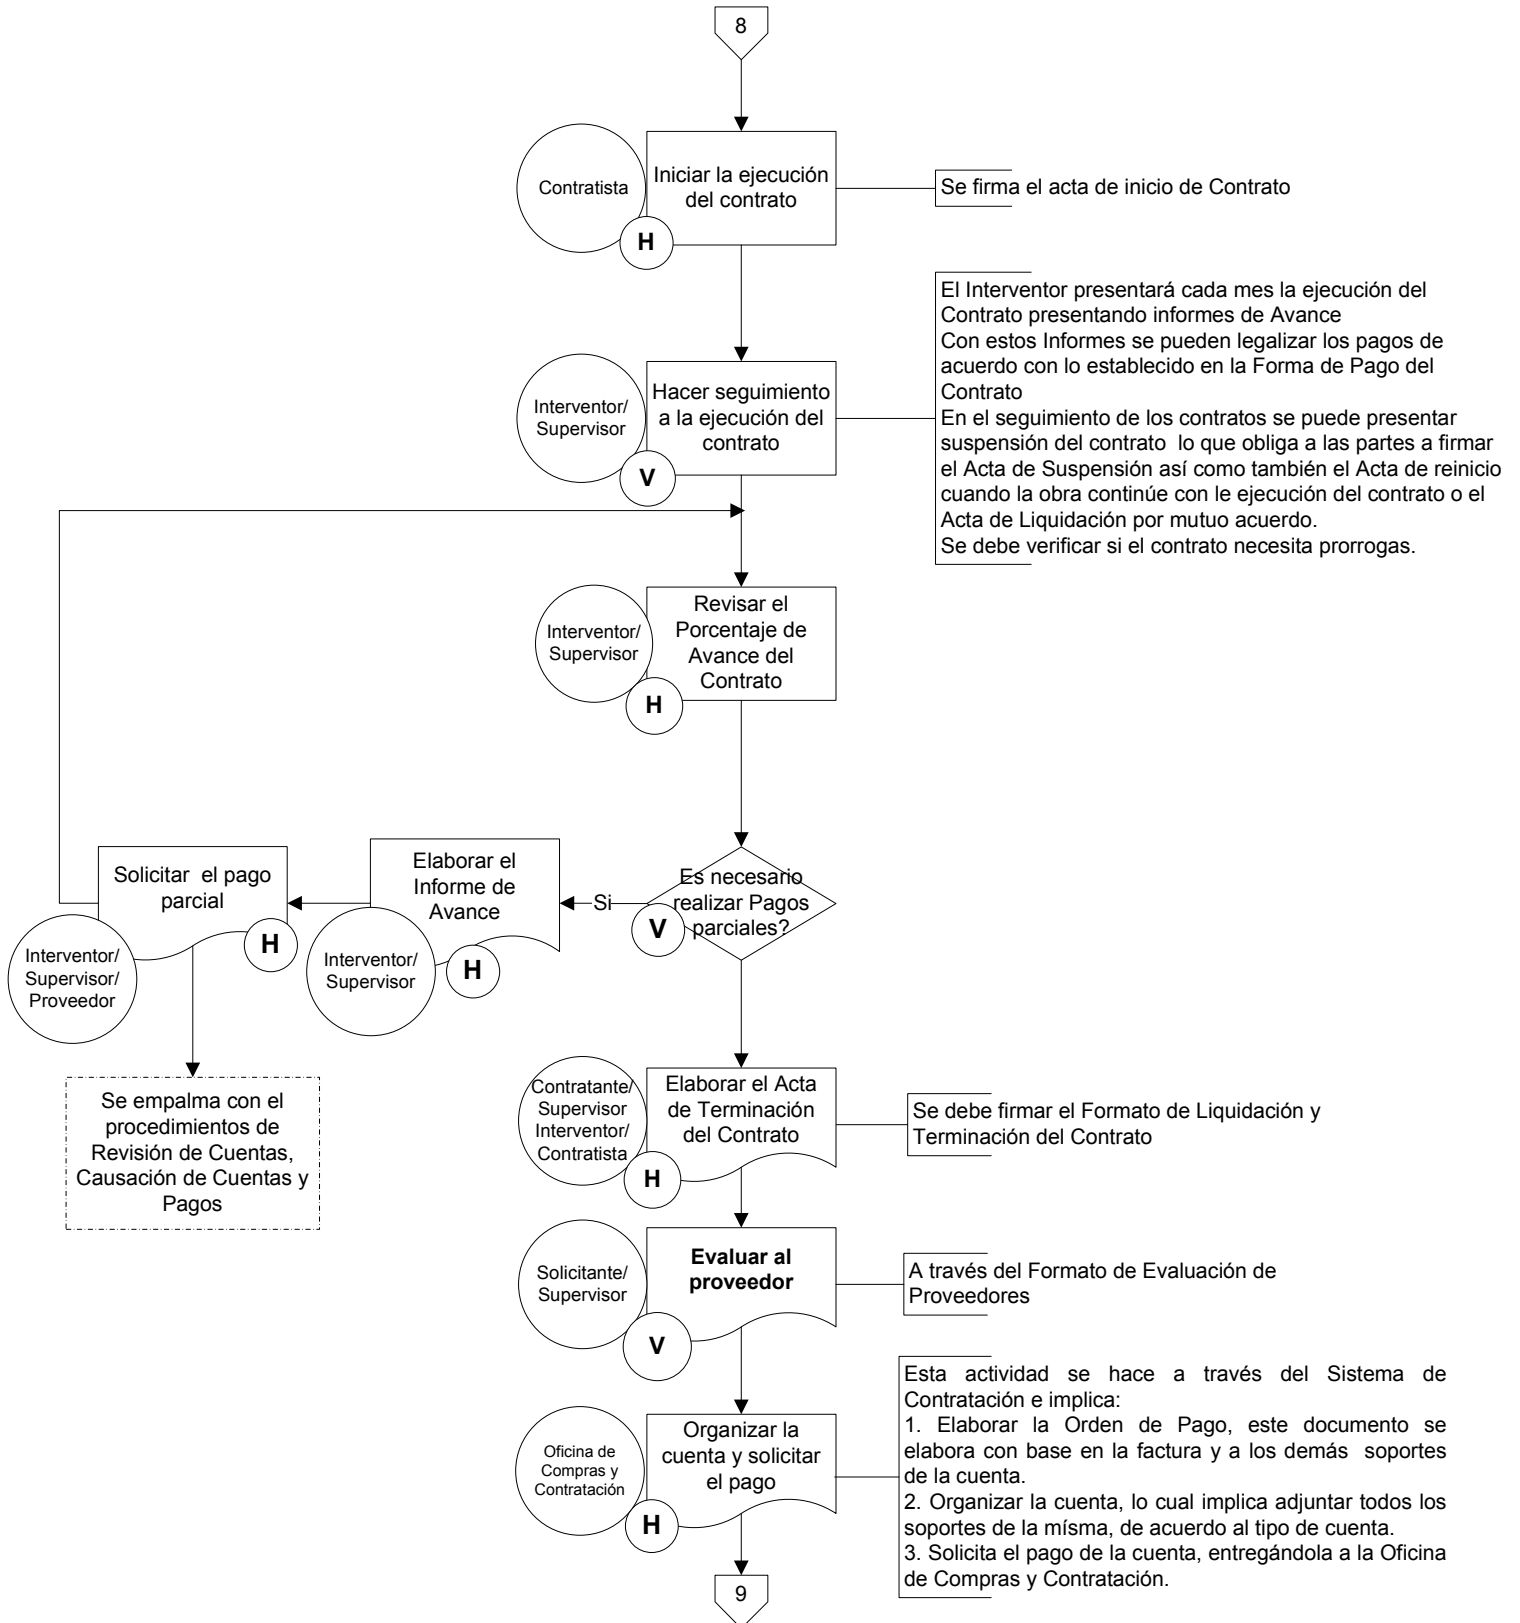 8
Contratista
Iniciar la ejecución
del contrato
H
Se firma el acta de inicio de Contrato
El Interventor presentará cada mes la ejecución del
Contrato presentando informes de Avance
Con estos Informes se pueden legalizar los pagos de
acuerdo con lo establecido en la Forma de Pago del
Contrato
En el seguimiento de los contratos se puede presentar
suspensión del contrato lo que obliga a las partes a firmar
el Acta de Suspensión así como también el Acta de reinicio
cuando la obra continúe con le ejecución del contrato o el
Acta de Liquidación por mutuo acuerdo.
Se debe verificar si el contrato necesita prorrogas.
Interventor/
Supervisor
Hacer seguimiento
a la ejecución del
contrato
V
Interventor/
Supervisor
Revisar el
Porcentaje de
Avance del
Contrato
H
Es necesario
realizar Pagos
parciales?
V
Si
Elaborar el
Informe de
Avance
Interventor/
Supervisor
H
Solicitar el pago
parcial
Interventor/
Supervisor/
Proveedor
H
Se empalma con el
procedimientos de
Revisión de Cuentas,
Causación de Cuentas y
Pagos
Contratante/
Supervisor
Interventor/
Contratista
Elaborar el Acta
de Terminación
del Contrato
H
Se debe firmar el Formato de Liquidación y
Terminación del Contrato
Solicitante/
Supervisor
Evaluar al
proveedor
V
A través del Formato de Evaluación de
Proveedores
Oficina de
Compras y
Contratación
Organizar la
cuenta y solicitar
el pago
H
Esta actividad se hace a través del Sistema de
Contratación e implica:
1. Elaborar la Orden de Pago, este documento se
elabora con base en la factura y a los demás soportes
de la cuenta.
2. Organizar la cuenta, lo cual implica adjuntar todos los
soportes de la mísma, de acuerdo al tipo de cuenta.
3. Solicita el pago de la cuenta, entregándola a la Oficina
de Compras y Contratación.
9